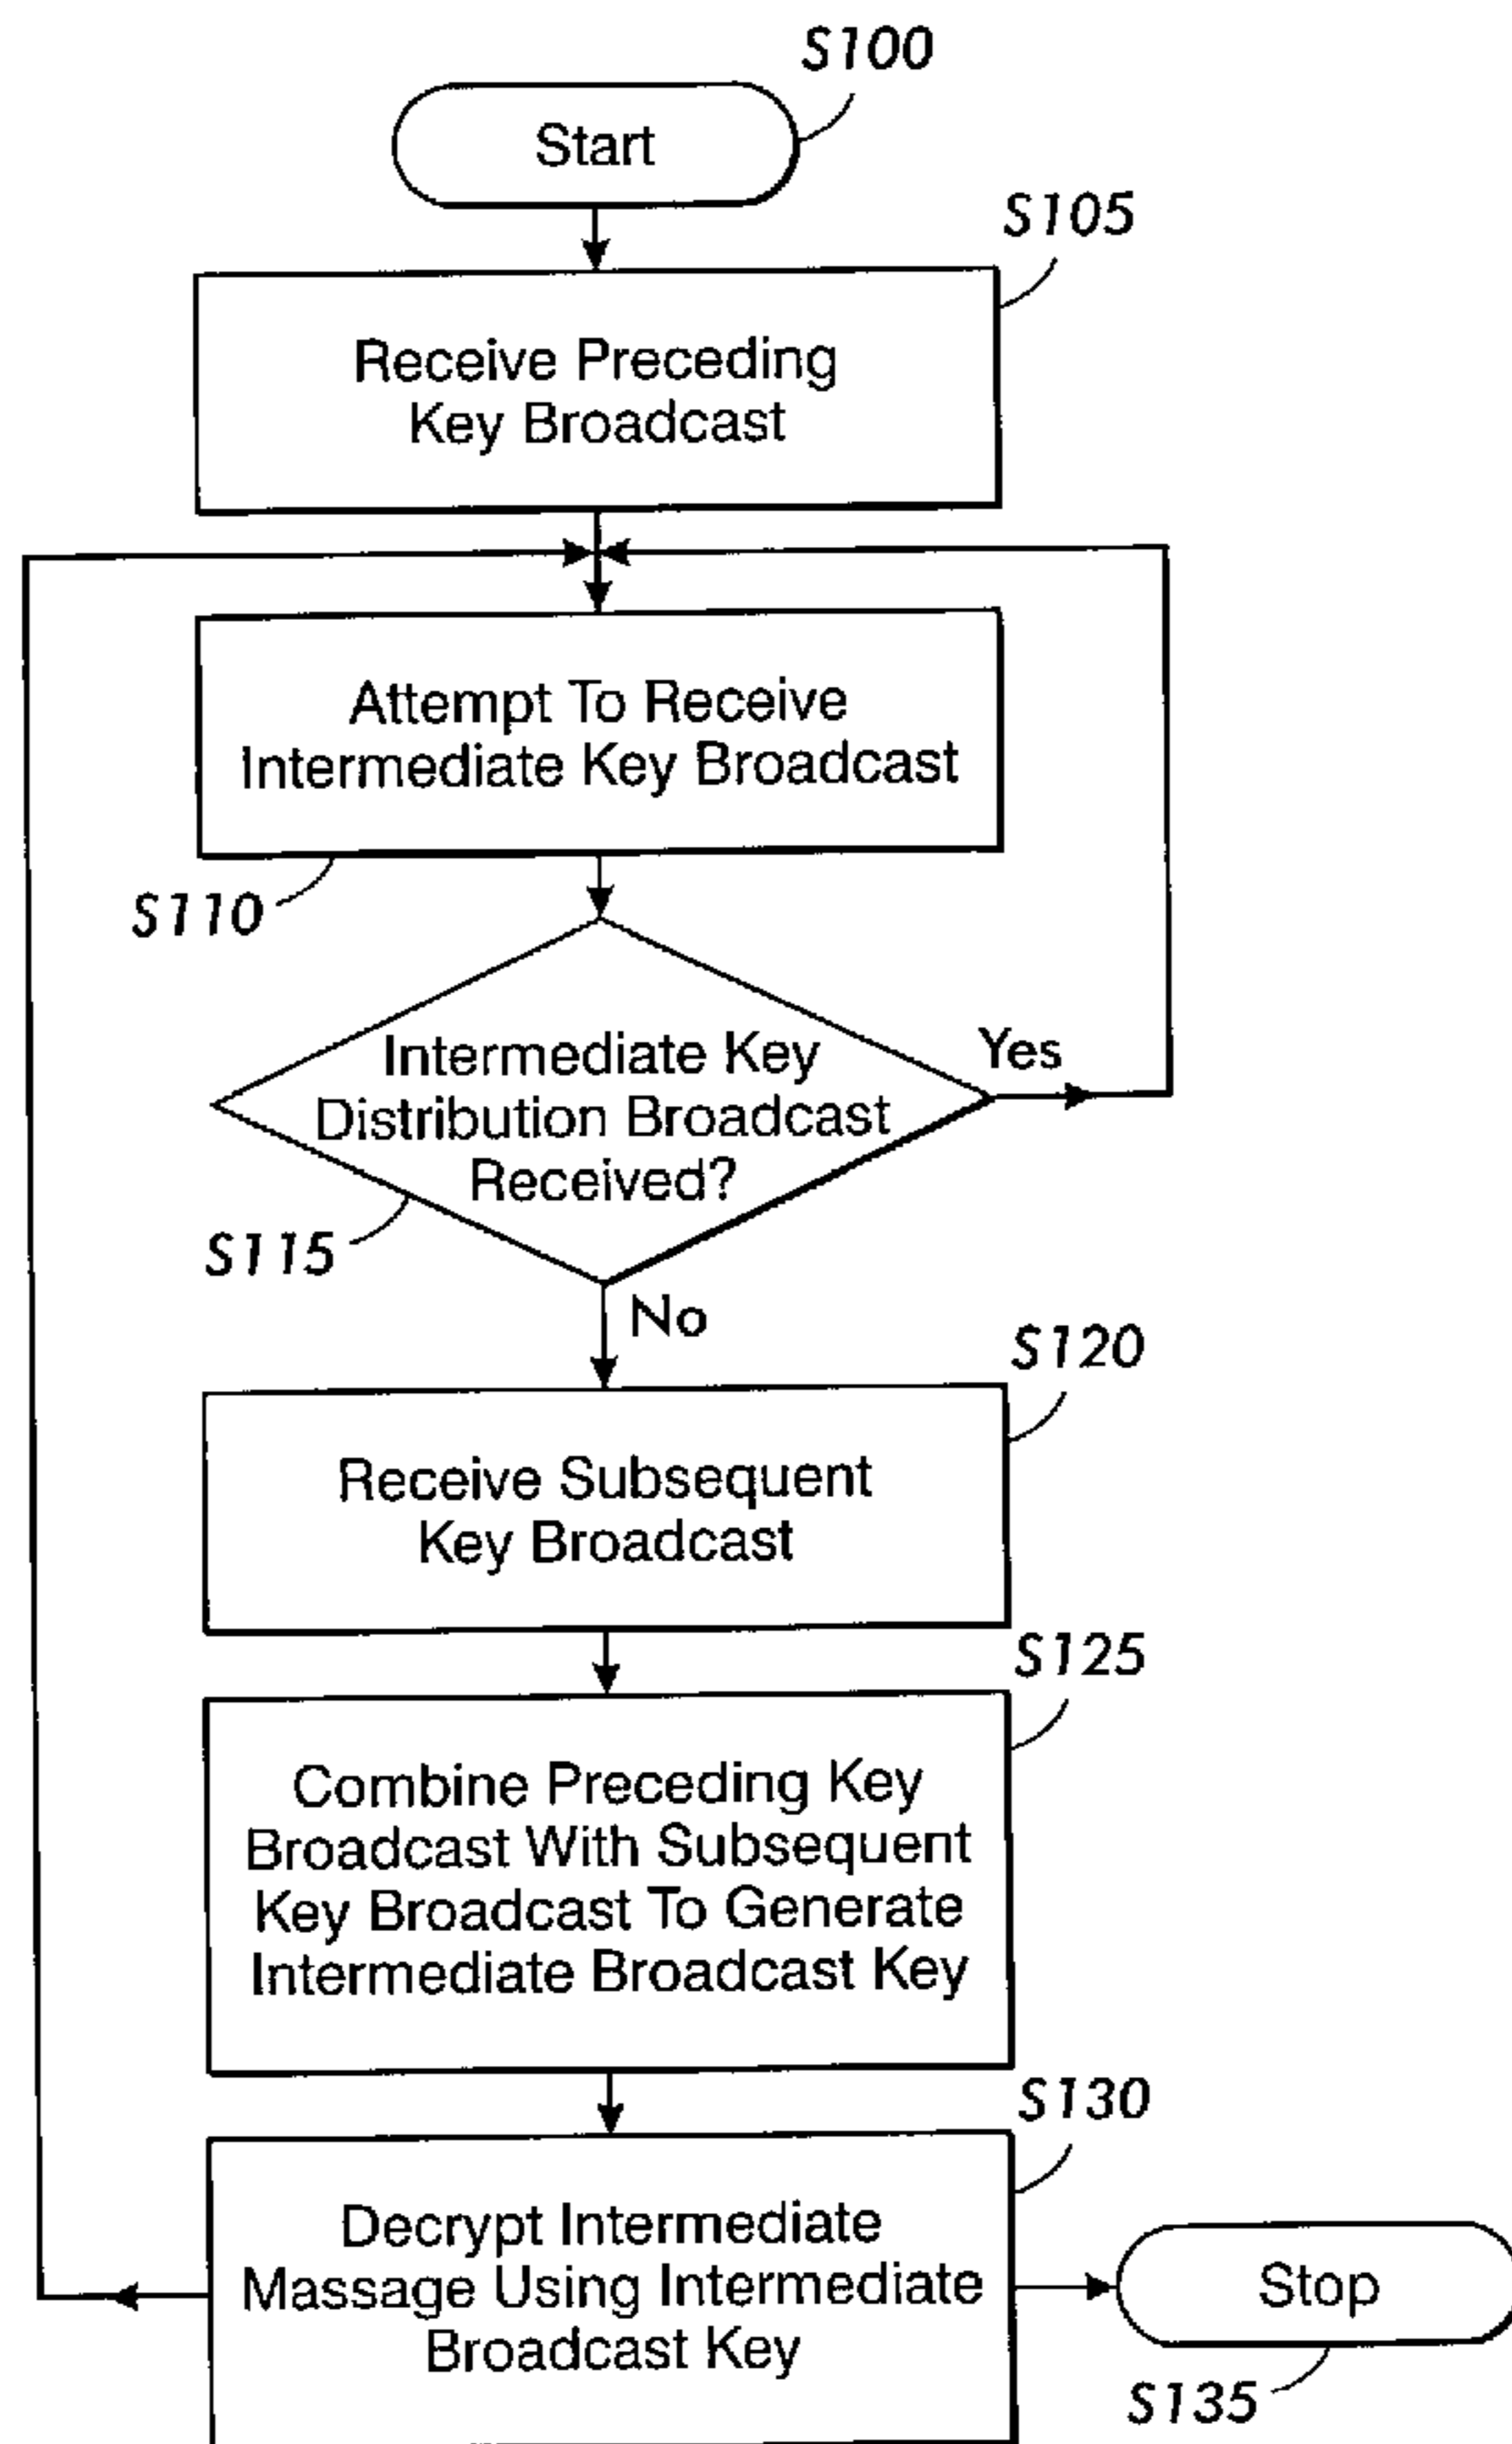 S100
Start
S105
Receive Preceding
Key Broadcast
Attempt To Receive
Intermediate Key Broadcast
S110
Intermediate Key
Distribution Broadcast
Received?
Yes
S115
No
S120
Receive Subsequent
Key Broadcast
S125
Combine Preceding Key
Broadcast With Subsequent
Key Broadcast To Generate
Intermediate Broadcast Key
S130
Decrypt Intermediate
Massage Using Intermediate
Broadcast Key
Stop
S135